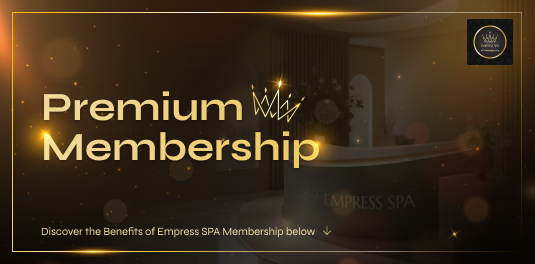 Premium
Membership
EMPRESS SPA
Discover the Benefits of Empress SPA Membership below ↓